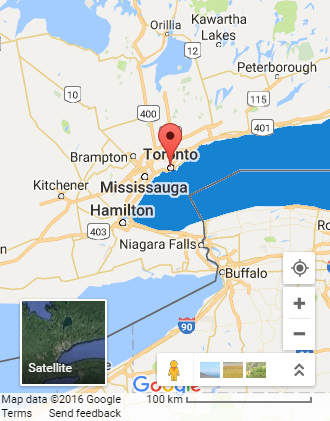 Orillia
Kawartha
Lakes
Peterborough
10
115
400
401
Brampton
Toronto
Mississauga
Kitchener
Hamilton
403
Niagara Falls
Buffalo
90
Satellite
Google
Map data ©2016 Google
100 km
Terms
Send feedback